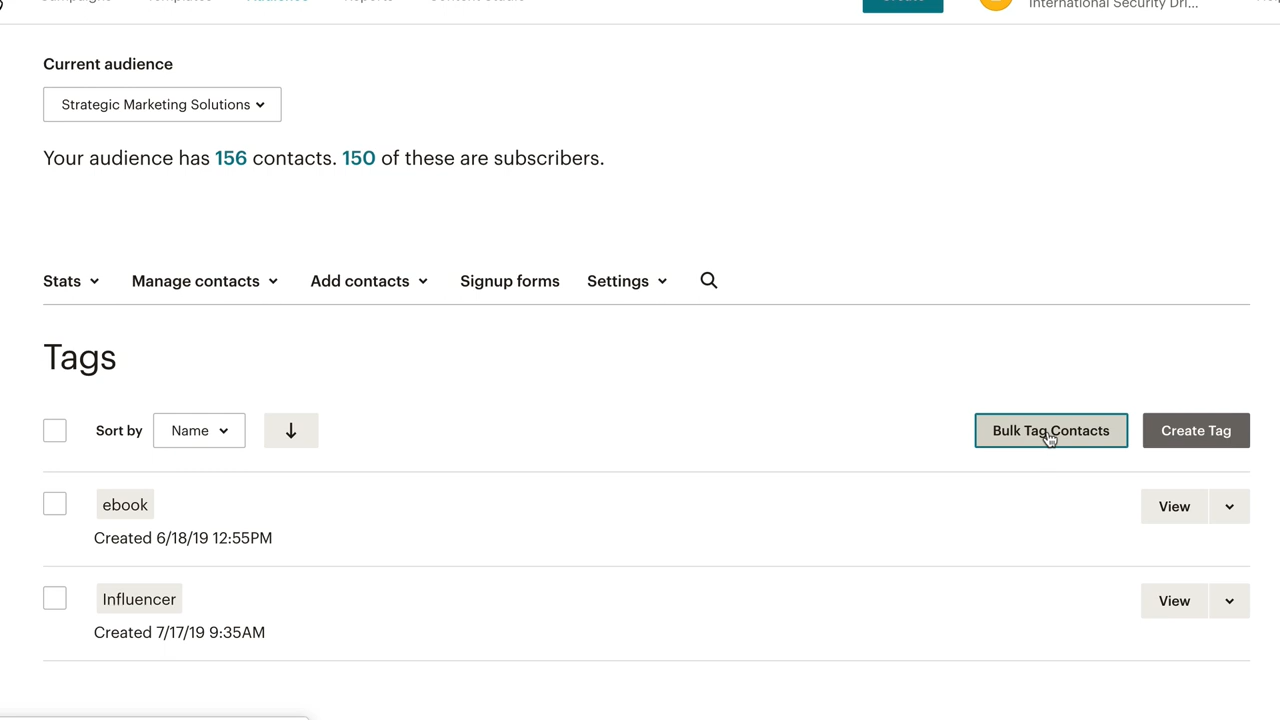 International Security Dri...
Current audience
Strategic Marketing Solutions
Your audience has 156 contacts. 150 of these are subscribers.
Stats Manage contacts Add contacts Signup forms Settings
Tags
Sort by Name Bulk Tag Contacts Create Tag
ebook View
Created 6/18/19 12:55PM
Influencer View
Created 7/17/19 9:35AM